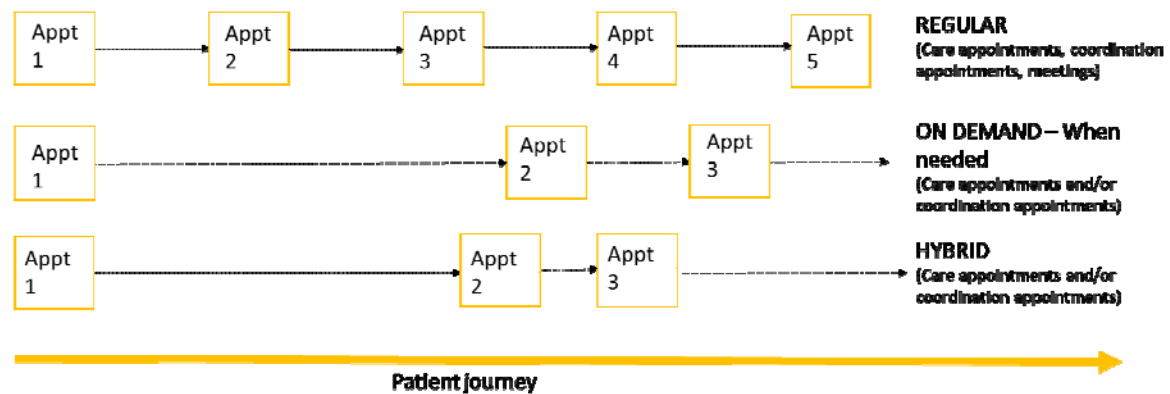 Appt
1
Appt
2
Appt
3
Appt
4
Appt
5
REGULAR
(Care appointments, coordination
appointments, meetings)
Appt
1
Appt
2
Appt
3
ON DEMAND – When
needed
(Care appointments and/or
coordination appointments)
Appt
1
Appt
2
Appt
3
HYBRID
(Care appointments and/or
coordination appointments)
Patient journey